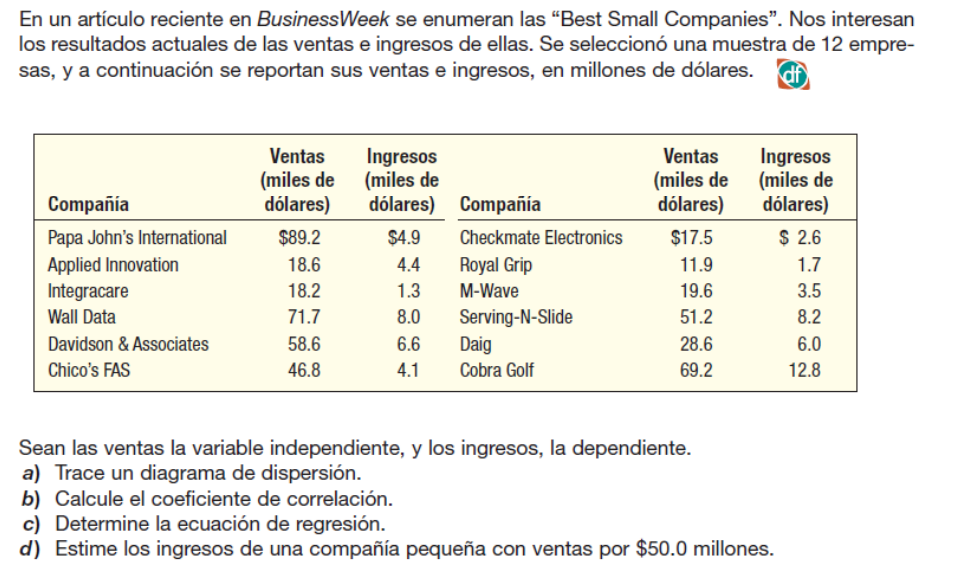 En un artículo reciente en BusinessWeek se enumeran las “Best Small Companies”. Nos interesan
los resultados actuales de las ventas e ingresos de ellas. Se seleccionó una muestra de 12 empre-
sas, y a continuación se reportan sus ventas e ingresos, en millones de dólares. df
Ventas Ingresos Ventas Ingresos
(miles de (miles de (miles de (miles de
Compañía dólares) dólares) Compañía dólares) dólares)
Papa John’s International $89.2 $4.9 Checkmate Electronics $17.5 $ 2.6
Applied Innovation 18.6 4.4 Royal Grip 11.9 1.7
Integracare 18.2 1.3 M-Wave 19.6 3.5
Wall Data 71.7 8.0 Serving-N-Slide 51.2 8.2
Davidson & Associates 58.6 6.6 Daig 28.6 6.0
Chico’s FAS 46.8 4.1 Cobra Golf 69.2 12.8
Sean las ventas la variable independiente, y los ingresos, la dependiente.
a) Trace un diagrama de dispersión.
b) Calcule el coeficiente de correlación.
c) Determine la ecuación de regresión.
d) Estime los ingresos de una compañía pequeña con ventas por $50.0 millones.